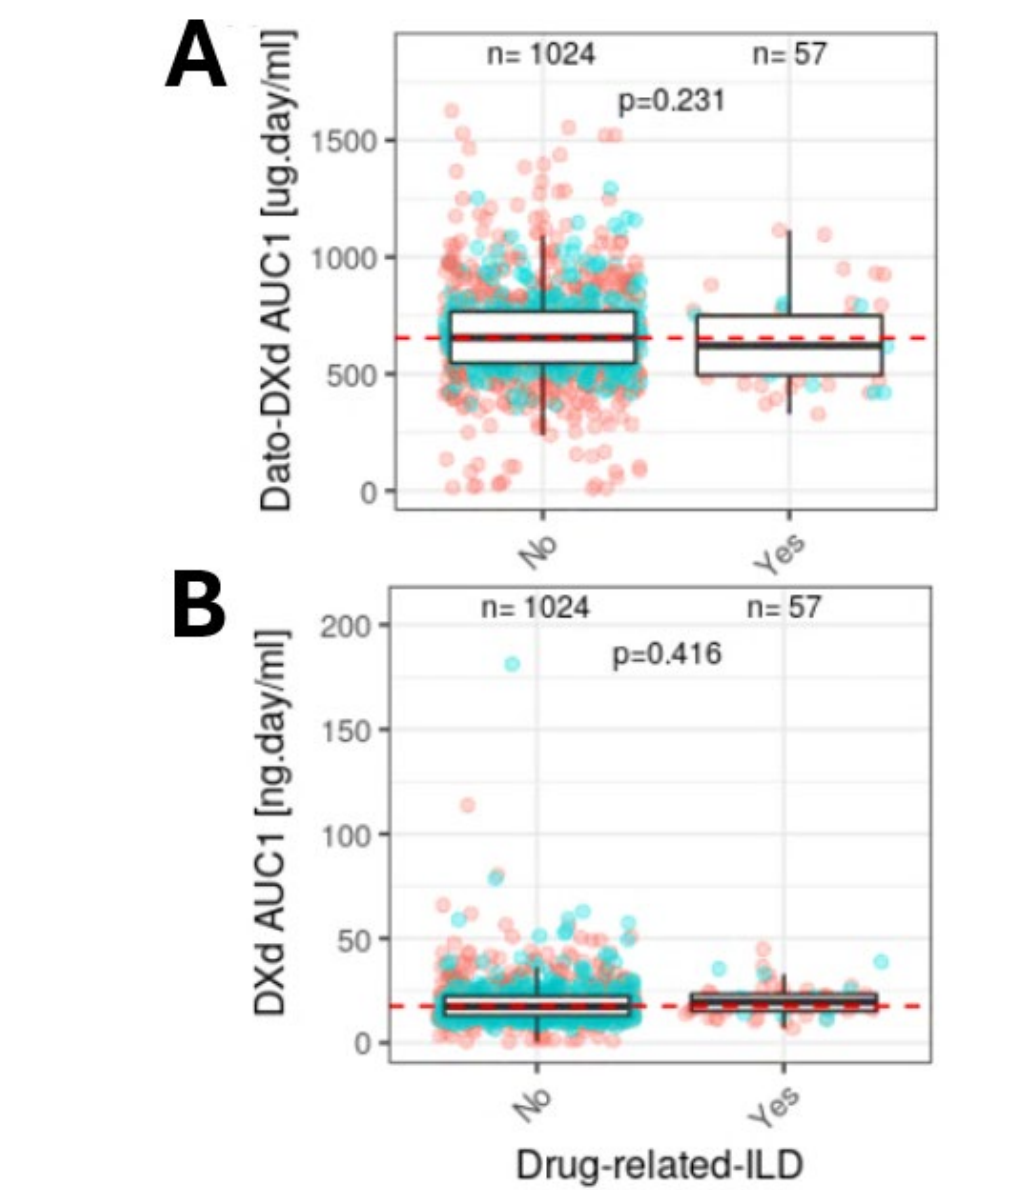 A
Dato-DXd AUC1 [ug.day/ml]
n= 1024
n= 57
p=0.231
1500
1000
500
0
No
Yes
B
DXd AUC1 [ng.day/ml]
n= 1024
n= 57
p=0.416
200
150
100
50
0
No
Yes
Drug-related-ILD